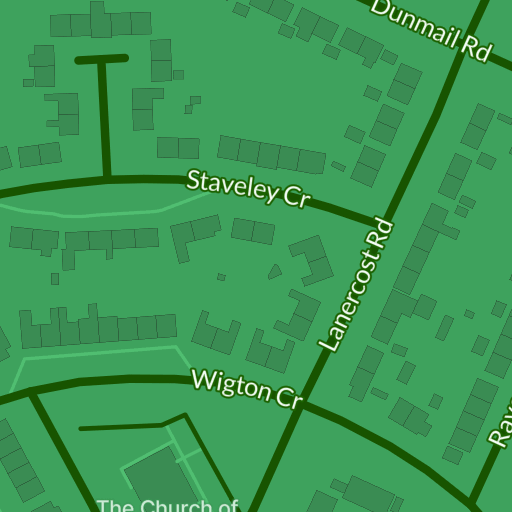 Dunmail Rd
Staveley Cr
Lanercost Rd
Wigton Cr
The Church of